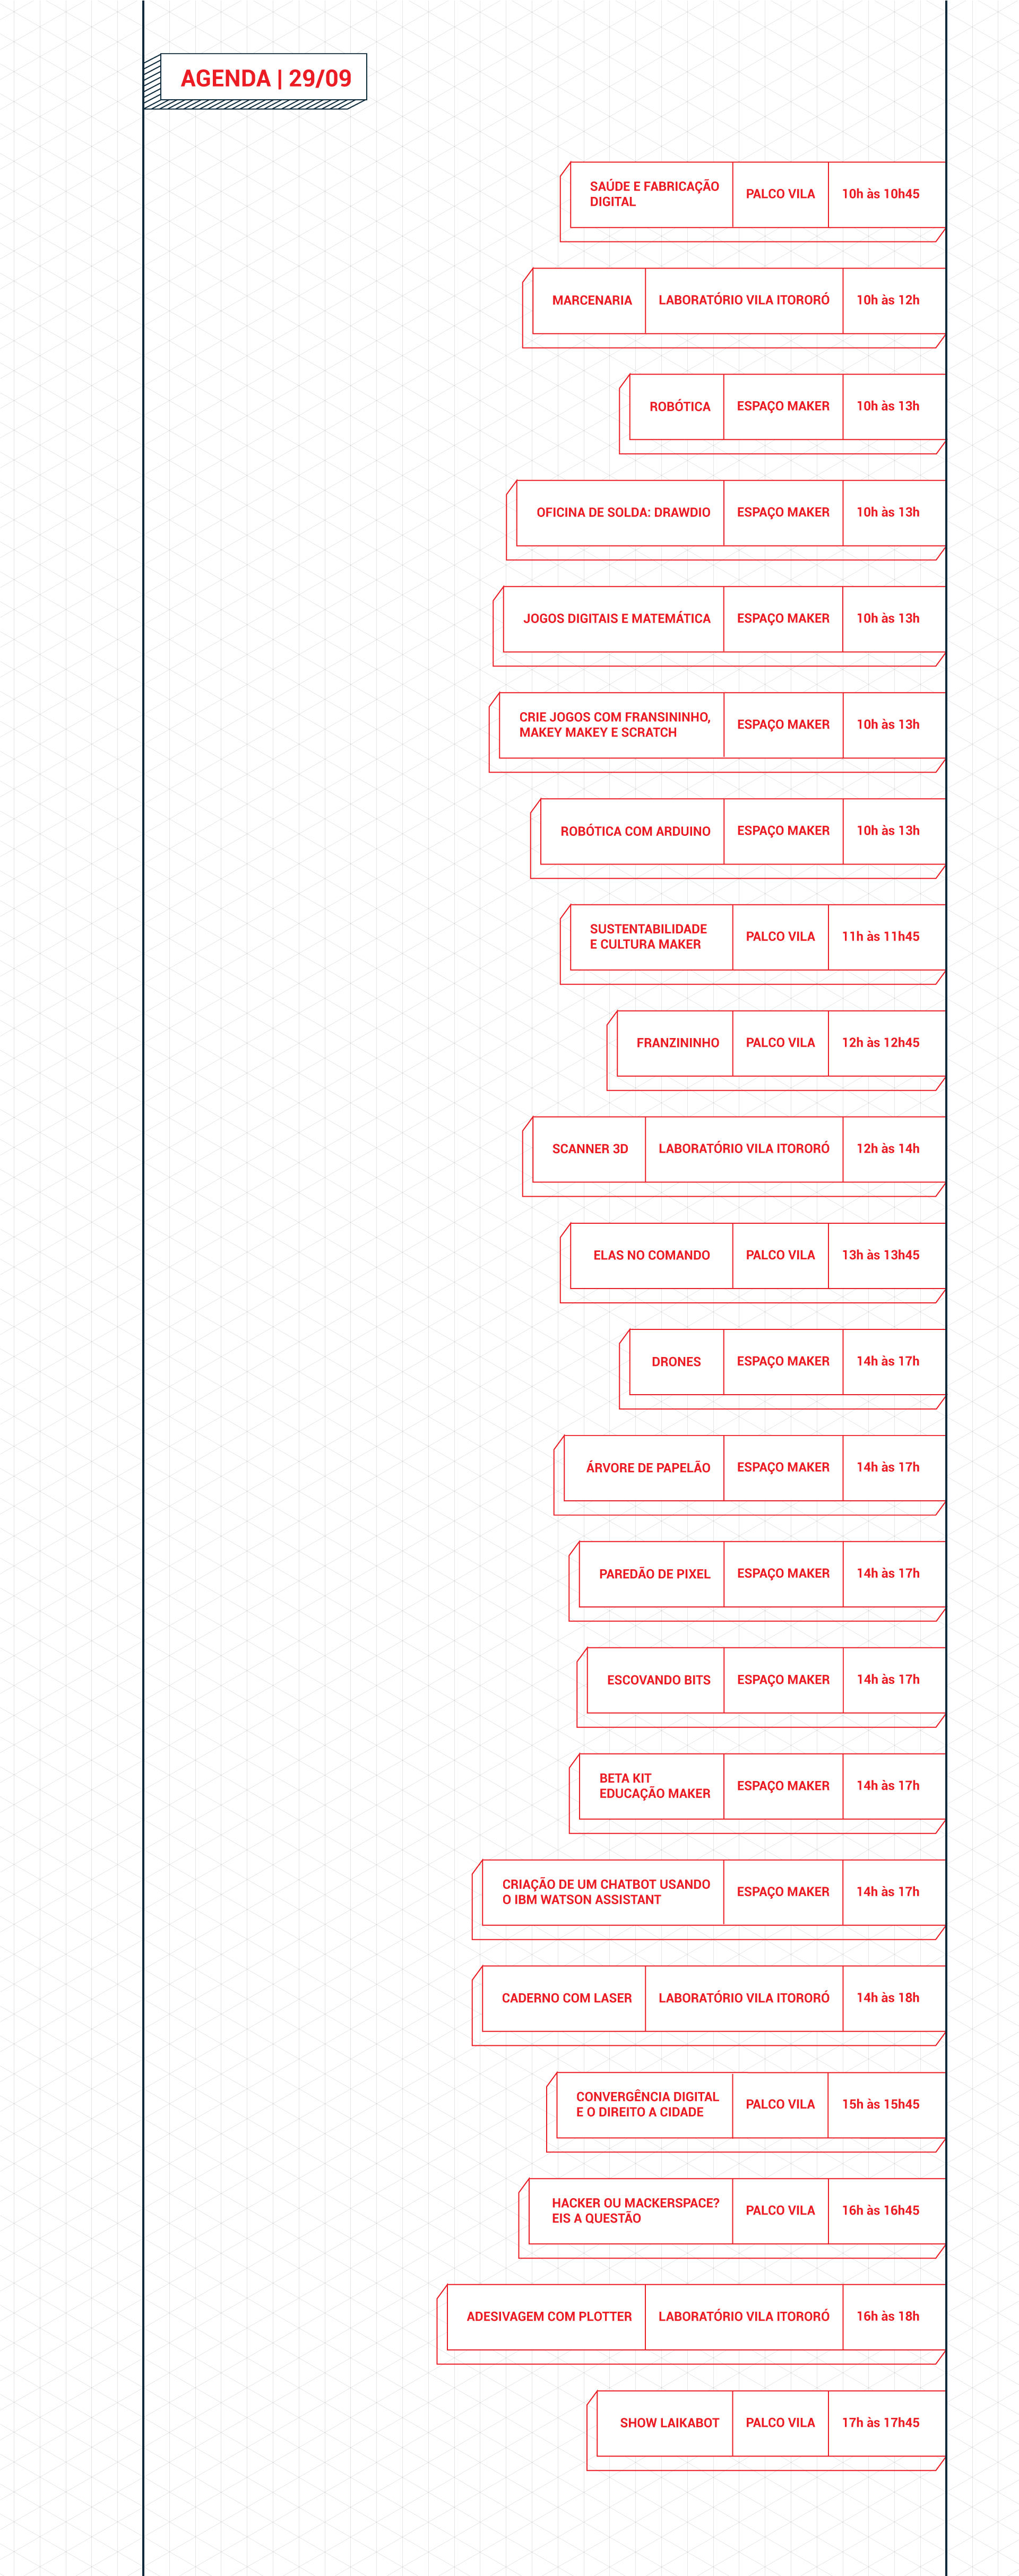 AGENDA | 29/09
SAÚDE E FABRICAÇÃO
DIGITAL
PALCO VILA
10h às 10h45
MARCENARIA
LABORATÓRIO VILA ITORORÓ
10h às 12h
ROBÓTICA
ESPAÇO MAKER
10h às 13h
OFICINA DE SOLDA: DRAWDIO
ESPAÇO MAKER
10h às 13h
JOGOS DIGITAIS E MATEMÁTICA
ESPAÇO MAKER
10h às 13h
CRIE JOGOS COM FRANSININHO,
MAKEY MAKEY E SCRATCH
ESPAÇO MAKER
10h às 13h
ROBÓTICA COM ARDUINO
ESPAÇO MAKER
10h às 13h
SUSTENTABILIDADE
E CULTURA MAKER
PALCO VILA
11h às 11h45
FRANZININHO
PALCO VILA
12h às 12h45
SCANNER 3D
LABORATÓRIO VILA ITORORÓ
12h às 14h
ELAS NO COMANDO
PALCO VILA
13h às 13h45
DRONES
ESPAÇO MAKER
14h às 17h
ÁRVORE DE PAPELÃO
ESPAÇO MAKER
14h às 17h
PAREDÃO DE PIXEL
ESPAÇO MAKER
14h às 17h
ESCOVANDO BITS
ESPAÇO MAKER
14h às 17h
BETA KIT
EDUCAÇÃO MAKER
ESPAÇO MAKER
14h às 17h
CRIAÇÃO DE UM CHATBOT USANDO
O IBM WATSON ASSISTANT
ESPAÇO MAKER
14h às 17h
CADERNO COM LASER
LABORATÓRIO VILA ITORORÓ
14h às 18h
CONVERGÊNCIA DIGITAL
E O DIREITO A CIDADE
PALCO VILA
15h às 15h45
HACKER OU MACKERSPACE?
EIS A QUESTÃO
PALCO VILA
16h às 16h45
ADESIVAGEM COM PLOTTER
LABORATÓRIO VILA ITORORÓ
16h às 18h
SHOW LAIKABOT
PALCO VILA
17h às 17h45